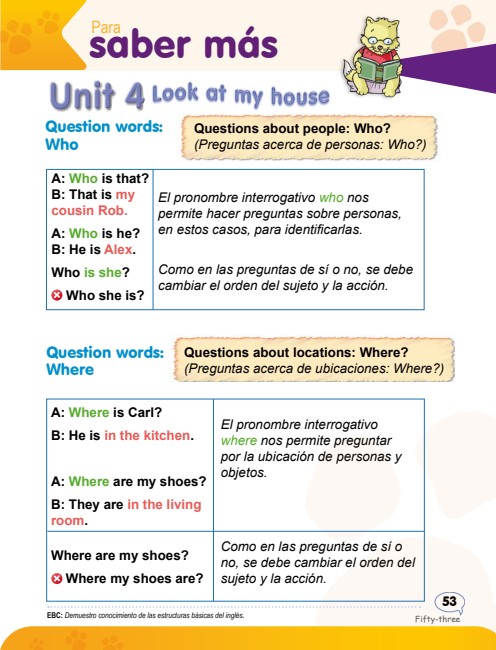 Para
saber más
Unit 4 Look at my house
Question words:
Who
Questions about people: Who?
(Preguntas acerca de personas: Who?)
A: Who is that?
B: That is my
cousin Rob.
A: Who is he?
B: He is Alex.
Who is she?
Who she is?
El pronombre interrogativo who nos
permite hacer preguntas sobre personas,
en estos casos, para identificarlas.
Como en las preguntas de sí o no, se debe
cambiar el orden del sujeto y la acción.
Question words:
Where
Questions about locations: Where?
(Preguntas acerca de ubicaciones: Where?)
A: Where is Carl?
B: He is in the kitchen.
A: Where are my shoes?
B: They are in the living
room.
El pronombre interrogativo
where nos permite preguntar
por la ubicación de personas y
objetos.
Where are my shoes?
Where my shoes are?
Como en las preguntas de sí o
no, se debe cambiar el orden del
sujeto y la acción.
53
Fifty-three
EBC: Demuestro conocimiento de las estructuras básicas del inglés.